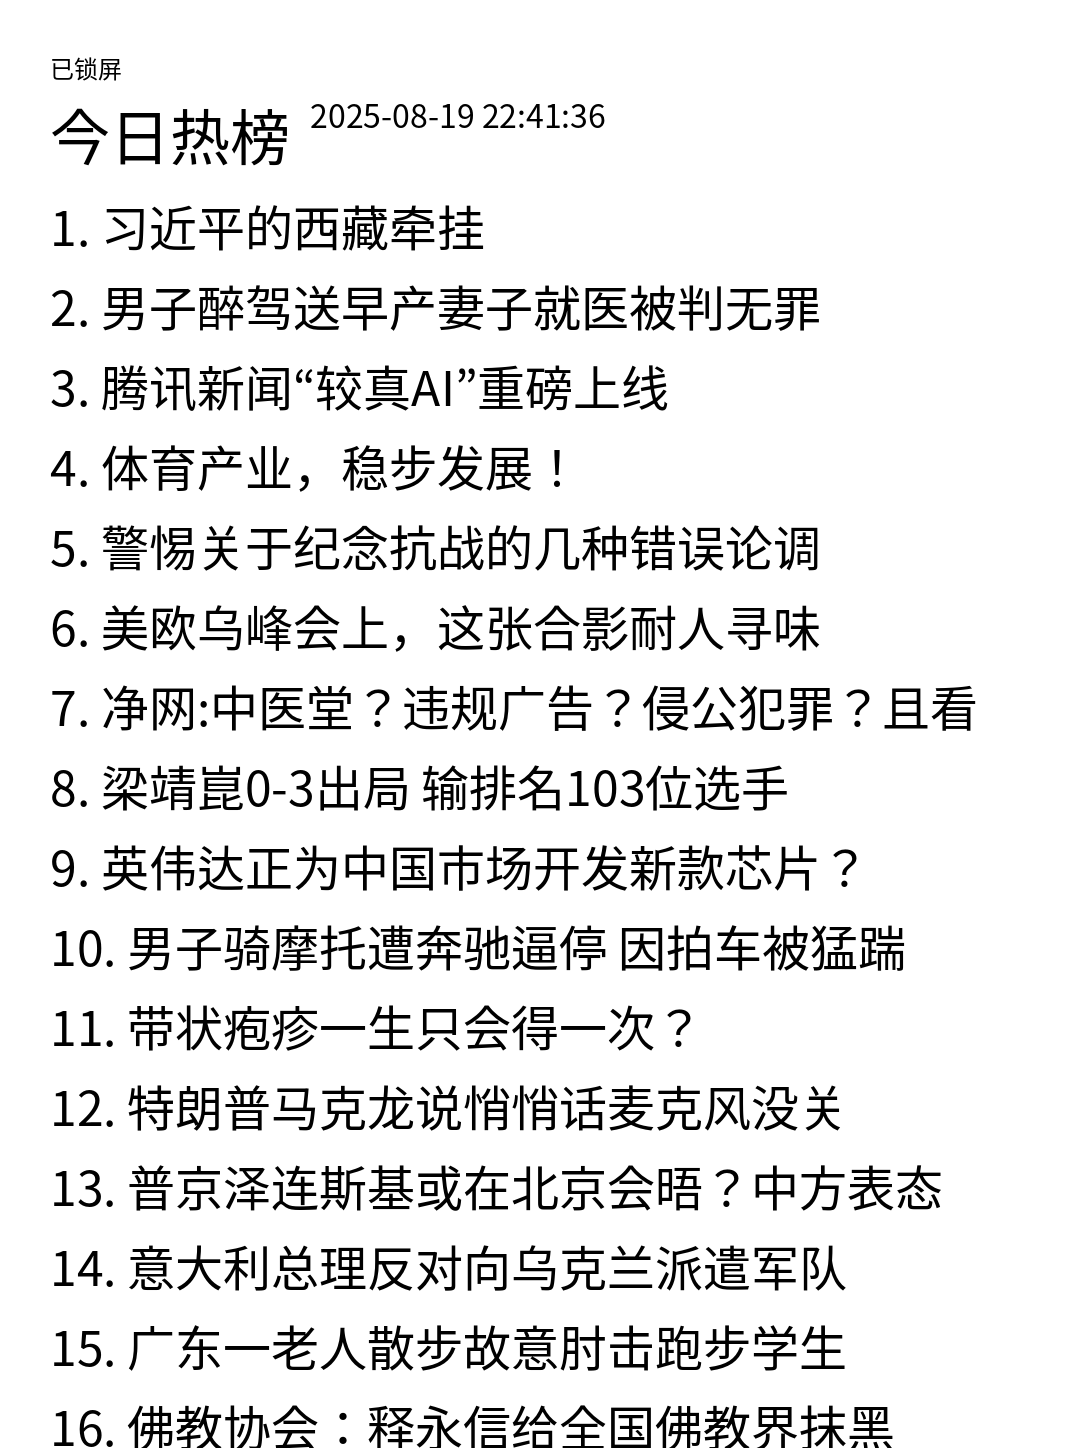 已锁屏
今日热榜 2025-08-19 22:41:36
1. 习近平的西藏牵挂
2. 男子醉驾送早产妻子就医被判无罪
3. 腾讯新闻“较真AI”重磅上线
4. 体育产业，稳步发展！
5. 警惕关于纪念抗战的几种错误论调
6. 美欧乌峰会上，这张合影耐人寻味
7. 净网:中医堂？违规广告？侵公犯罪？且看
8. 梁靖崑0-3出局 输排名103位选手
9. 英伟达正为中国市场开发新款芯片？
10. 男子骑摩托遭奔驰逼停 因拍车被猛踹
11. 带状疱疹一生只会得一次？
12. 特朗普马克龙说悄悄话麦克风没关
13. 普京泽连斯基或在北京会晤？中方表态
14. 意大利总理反对向乌克兰派遣军队
15. 广东一老人散步故意肘击跑步学生
16. 佛教协会：释永信给全国佛教界抹黑